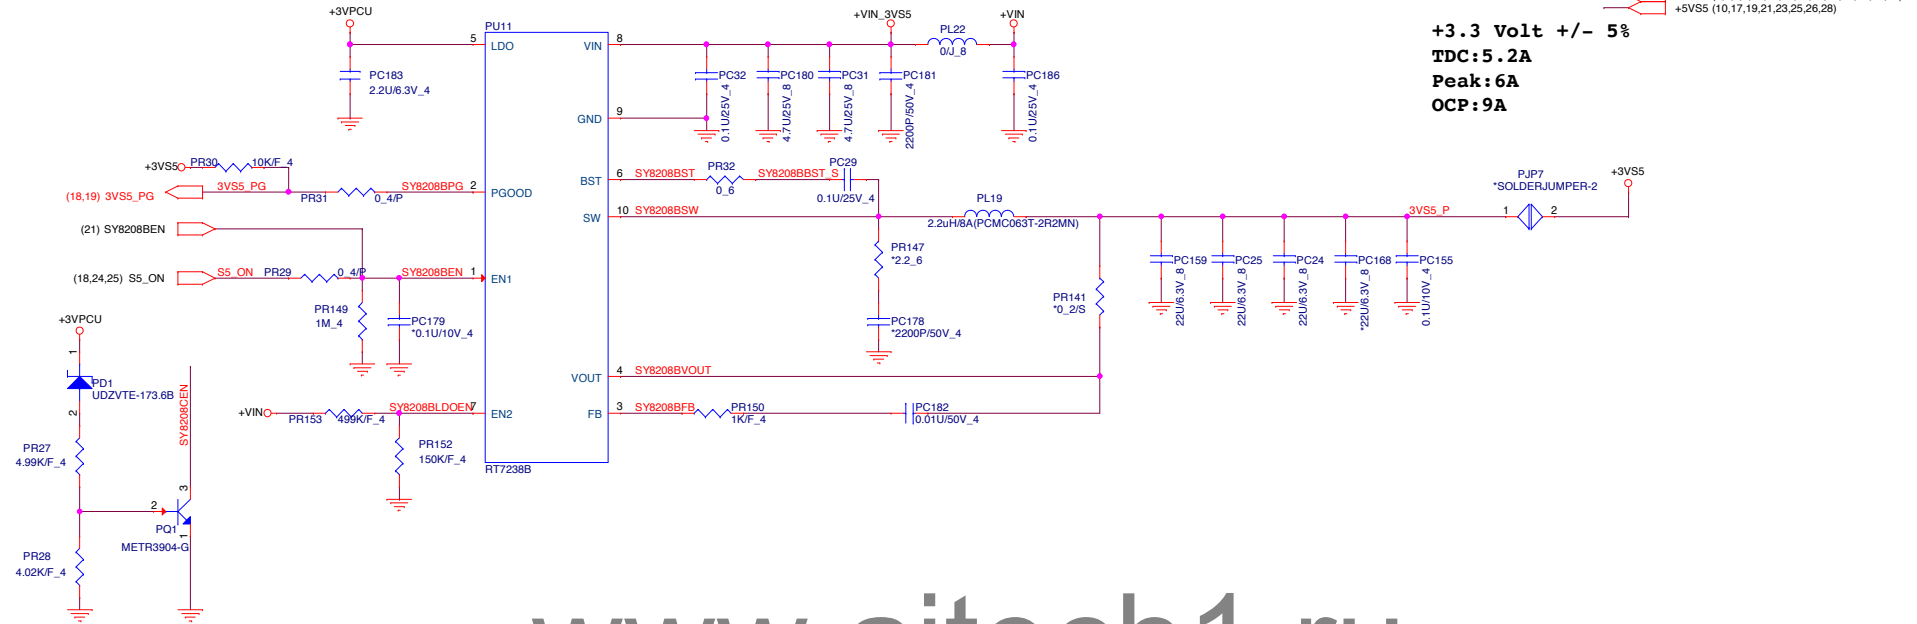 +5VS5 (10,17,19,21,23,25,26,28)
+3.3 Volt +/- 5%
TDC:5.2A
Peak:6A
OCP:9A
+3VPCU
PU11
+VIN_3VS5
+VIN
5
LDO
VIN
8
PL22
0/J_8
PC183
2.2U/6.3V_4
PC32
0.1U/25V_4
PC180
4.7U/25V_8
PC31
4.7U/25V_8
PC181
2200P/50V_4
PC186
0.1U/25V_4
GND
9
+3VS5
PR30
10K/F_4
(18,19) 3VS5_PG
3VS5_PG
PR31
0_4/P
SY8208BPG
2
PGOOD
BST
6
SY8208BST
PR32
0_6
SY8208BBST_S
PC29
0.1U/25V_4
SW
10
SY8208BSW
PL19
2.2uH/8A(PCMC063T-2R2MN)
3VS5_P
PJP7
*SOLDERJUMPER-2
1
2
+3VS5
(21) SY8208BEN
(18,24,25) S5_ON
S5_ON
PR29
0_4/P
SY8208BEN
1
EN1
PR147
*2.2_6
PC178
*2200P/50V_4
PR141
*0_2/S
PC159
22U/6.3V_8
PC25
22U/6.3V_8
PC24
22U/6.3V_8
PC168
*22U/6.3V_8
PC155
0.1U/10V_4
PR149
1M_4
PC179
*0.1U/10V_4
+3VPCU
1
PD1
UDZVTE-173.6B
2
SY8208CEN
VOUT
4
SY8208BVOUT
+VIN
PR153
499K/F_4
SY8208BLDOEN
7
EN2
FB
3
SY8208BFB
PR150
1K/F_4
PC182
0.01U/50V_4
PR152
150K/F_4
RT7238B
PR27
4.99K/F_4
3
2
PQ1
1
METR3904-G
PR28
4.02K/F_4